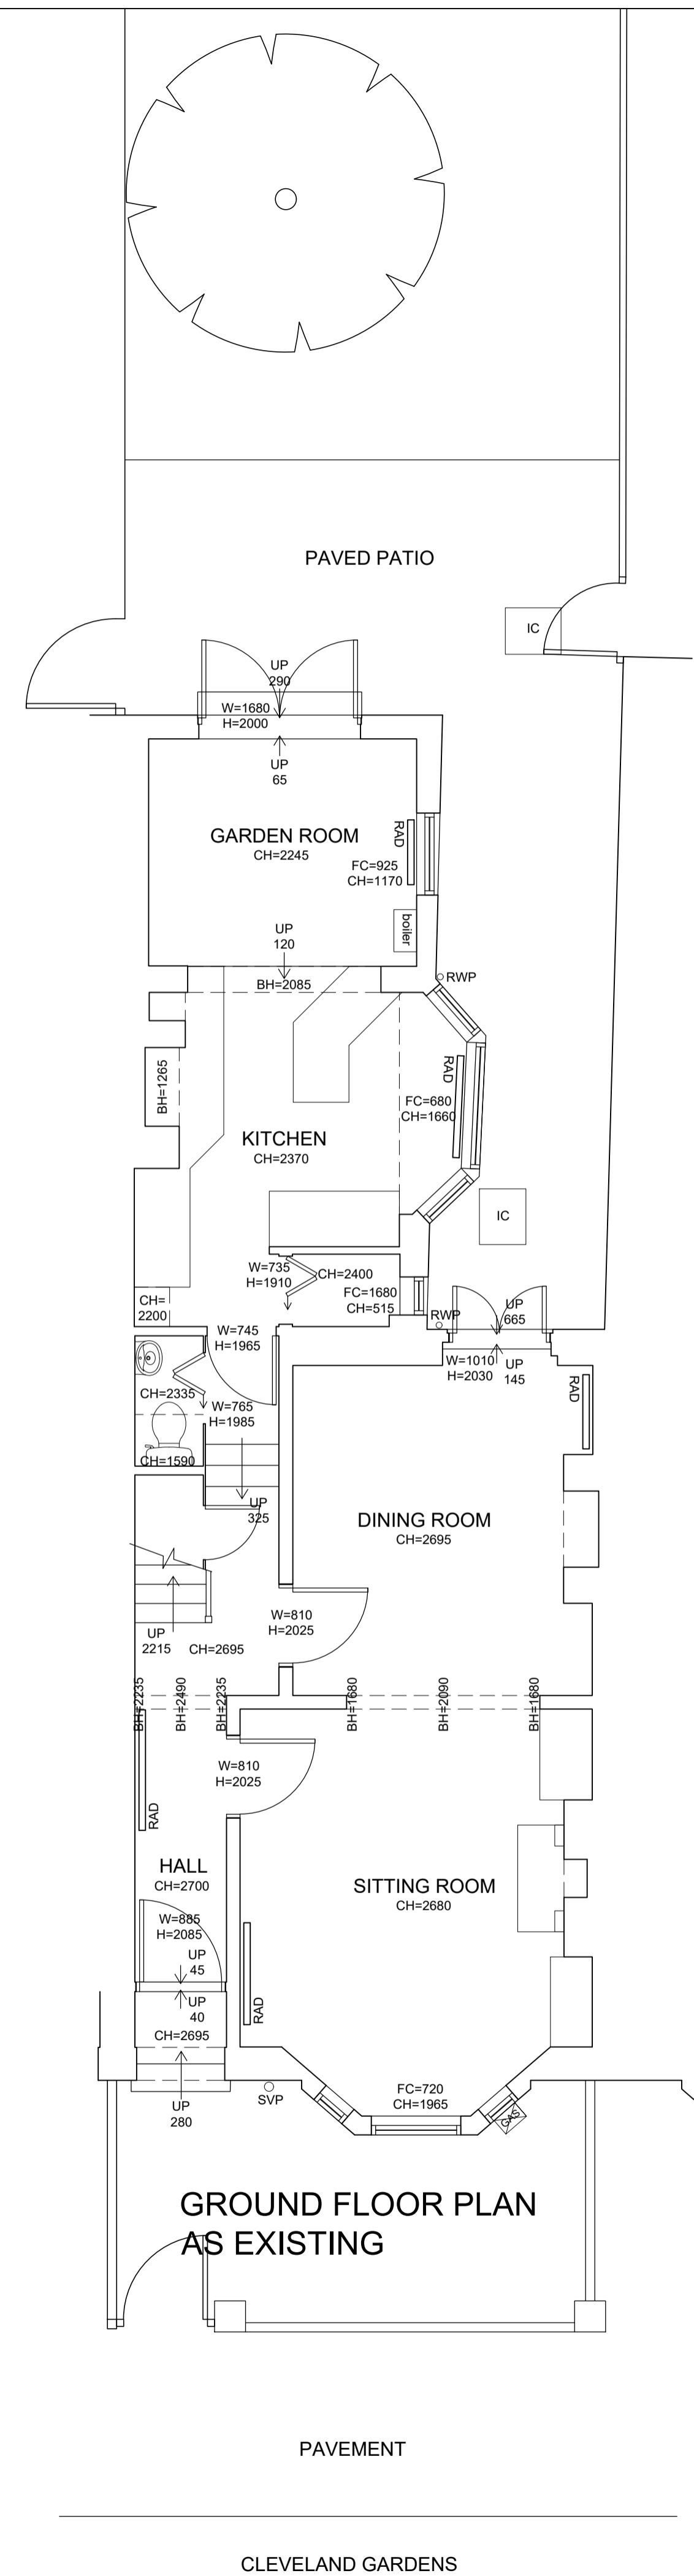 PAVED PATIO
IC
UP
290
W=1680
H=2000
UP
65
GARDEN ROOM
CH=2245
RAD
FC=925
CH=1170
boiler
UP
120
BH=2085
RWP
BH=1265
RAD
FC=680
CH=1660
KITCHEN
CH=2370
IC
W=735
H=1910
CH=2400
FC=1680
CH=515
CH=
2200
RWP
UP
665
W=745
H=1965
W=1010
H=2030
UP
145
RAD
CH=2335
W=765
H=1985
CH=1590
UP
325
DINING ROOM
CH=2695
W=810
H=2025
UP
2215
CH=2695
BH=2235
BH=2490
BH=2235
BH=1680
BH=2090
BH=1680
W=810
H=2025
RAD
HALL
CH=2700
SITTING ROOM
CH=2680
W=885
H=2085
UP
45
UP
40
RAD
CH=2695
UP
280
SVP
FC=720
CH=1965
GAS
GROUND FLOOR PLAN
AS EXISTING
PAVEMENT
CLEVELAND GARDENS